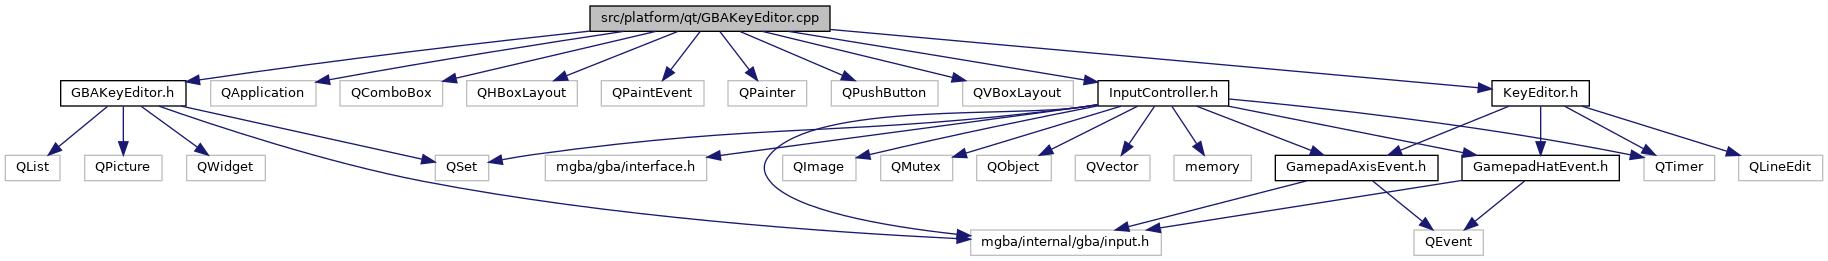 src/platform/qt/GBAKeyEditor.cpp
GBAKeyEditor.h
QApplication
QComboBox
QHBoxLayout
QPaintEvent
QPainter
QPushButton
QVBoxLayout
InputController.h
KeyEditor.h
QList
QPicture
QWidget
QSet
mgba/gba/interface.h
QImage
QMutex
QObject
QVector
memory
GamepadAxisEvent.h
GamepadHatEvent.h
QTimer
QLineEdit
mgba/internal/gba/input.h
QEvent